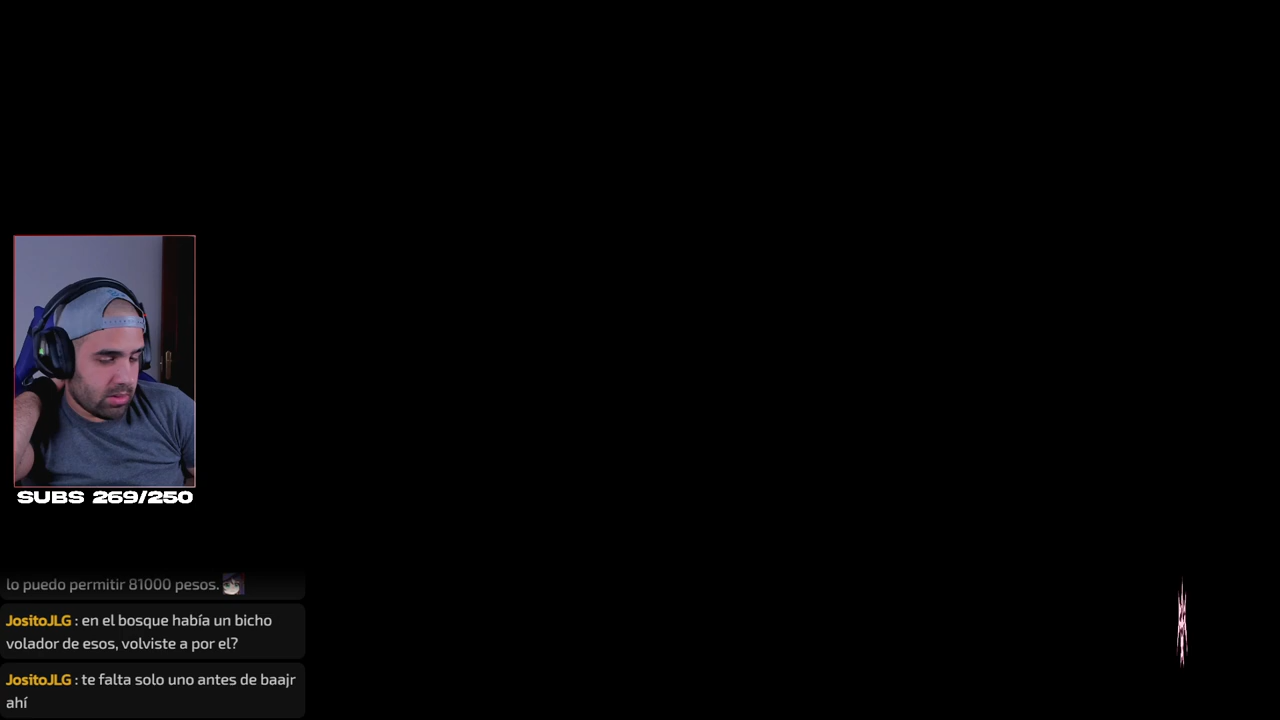 SUBS 269/250
lo puedo permitir 81000 pesos.
JositoJLG : en el bosque había un bicho
volador de esos, volviste a por el?
JositoJLG : te falta solo uno antes de baajr
ahí